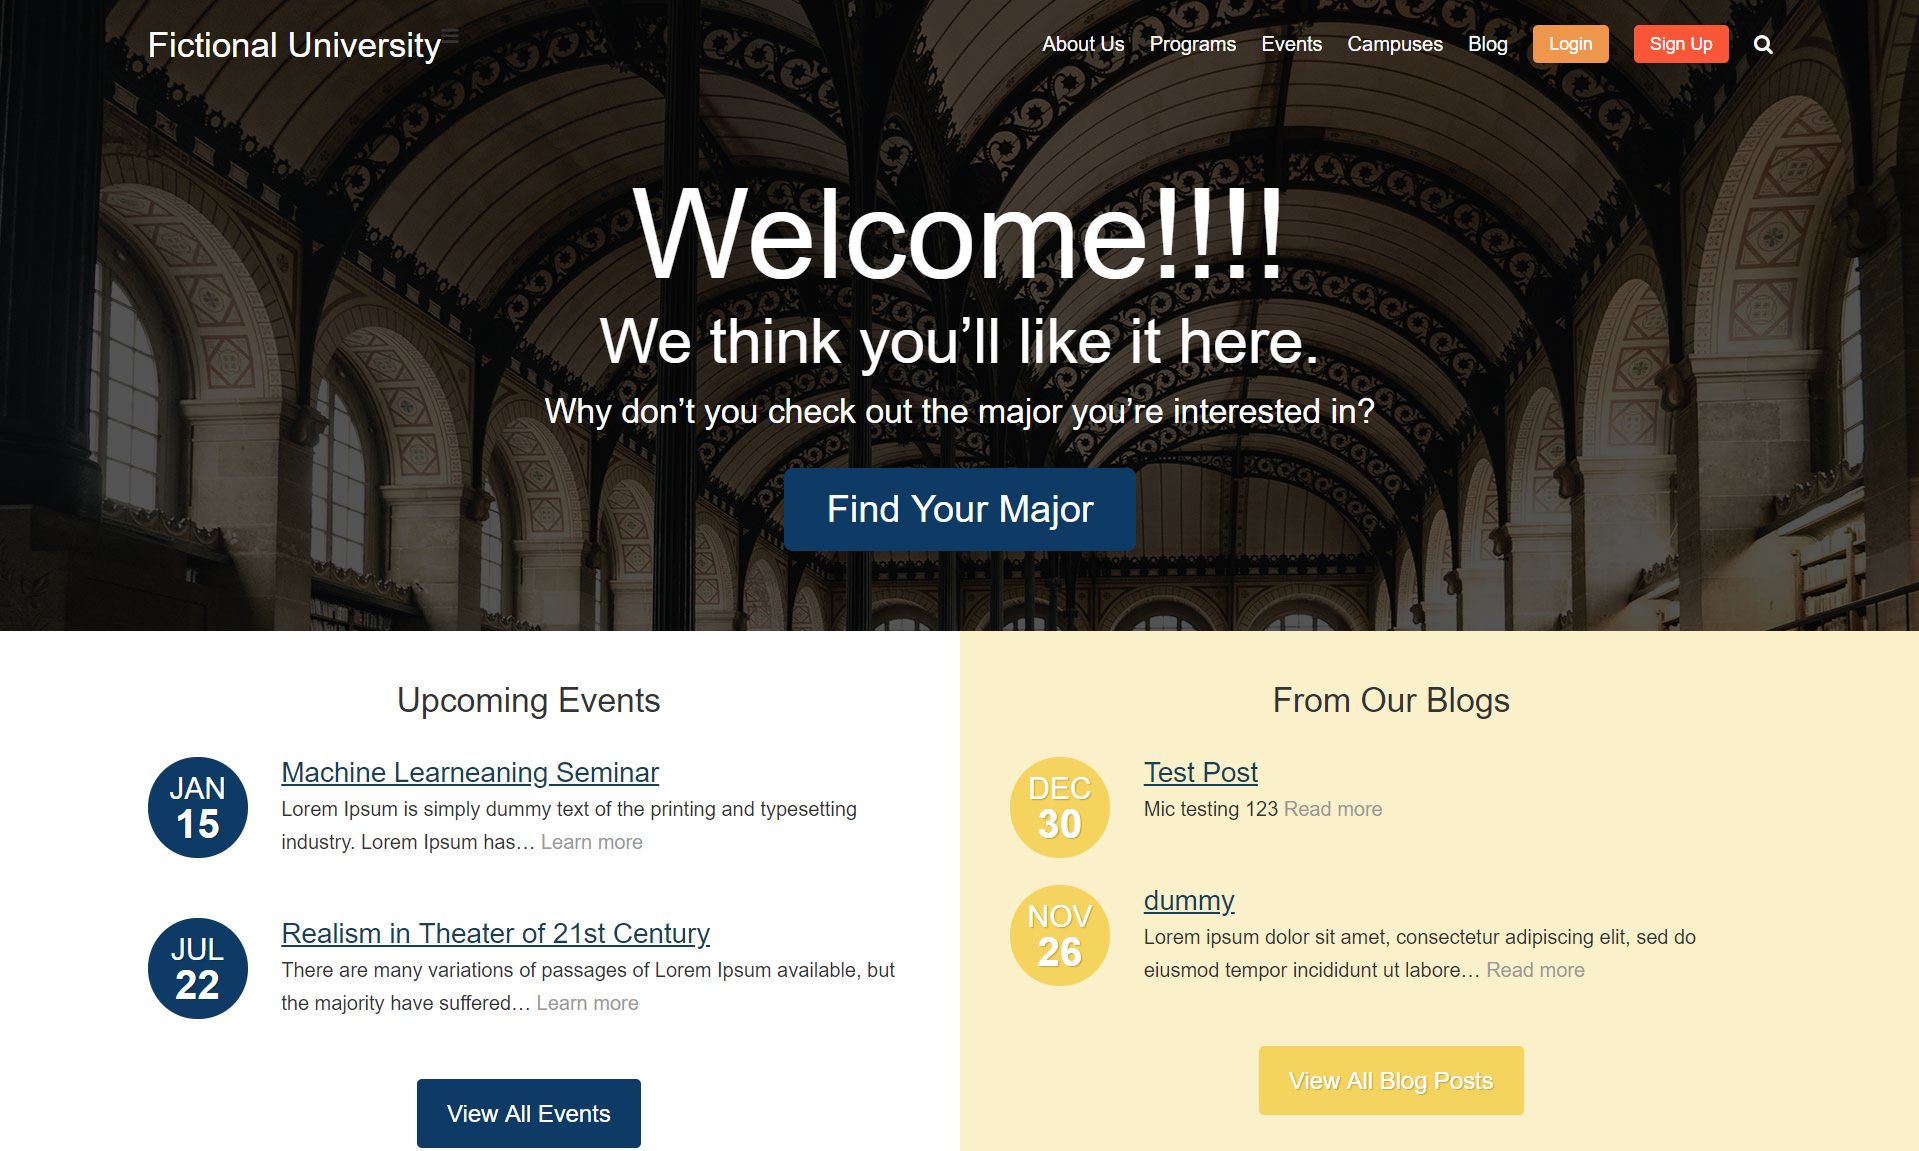 Fictional University
About Us Programs Events Campuses Blog Login Sign Up
Welcome!!!!
We think you’ll like it here.
Why don’t you check out the major you’re interested in?
Find Your Major
Upcoming Events
JAN
15
Machine Learneaning Seminar
Lorem Ipsum is simply dummy text of the printing and typesetting
industry. Lorem Ipsum has… Learn more
JUL
22
Realism in Theater of 21st Century
There are many variations of passages of Lorem Ipsum available, but
the majority have suffered… Learn more
View All Events
From Our Blogs
DEC
30
Test Post
Mic testing 123 Read more
NOV
26
dummy
Lorem ipsum dolor sit amet, consectetur adipiscing elit, sed do
eiusmod tempor incididunt ut labore… Read more
View All Blog Posts